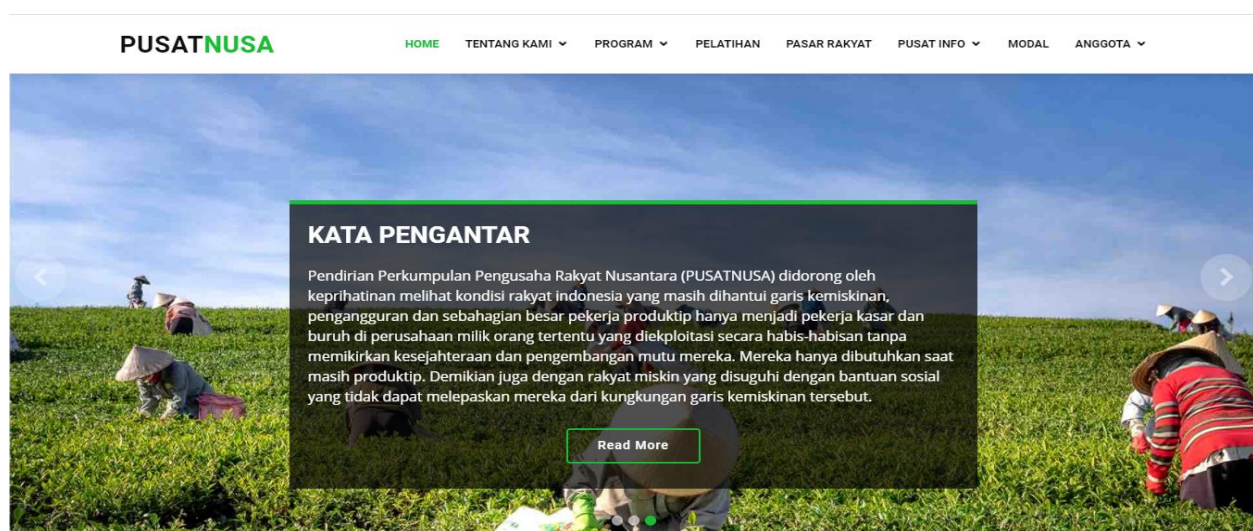 PUSATNUSA
HOME TENTANG KAMI PROGRAM PELATIHAN PASAR RAKYAT PUSAT INFO MODAL ANGGOTA
KATA PENGANTAR
Pendirian Perkumpulan Pengusaha Rakyat Nusantara (PUSATNUSA) didorong oleh
keprihatinan melihat kondisi rakyat indonesia yang masih dihantui garis kemiskinan,
pengangguran dan sebahagian besar pekerja produktip hanya menjadi pekerja kasar dan
buruh di perusahaan milik orang tertentu yang diekploitasi secara habis-habisan tanpa
memikirkan kesejahteraan dan pengembangan mutu mereka. Mereka hanya dibutuhkan saat
masih produktip. Demikian juga dengan rakyat miskin yang disuguhi dengan bantuan sosial
yang tidak dapat melepaskan mereka dari kungkungan garis kemiskinan tersebut.
Read More